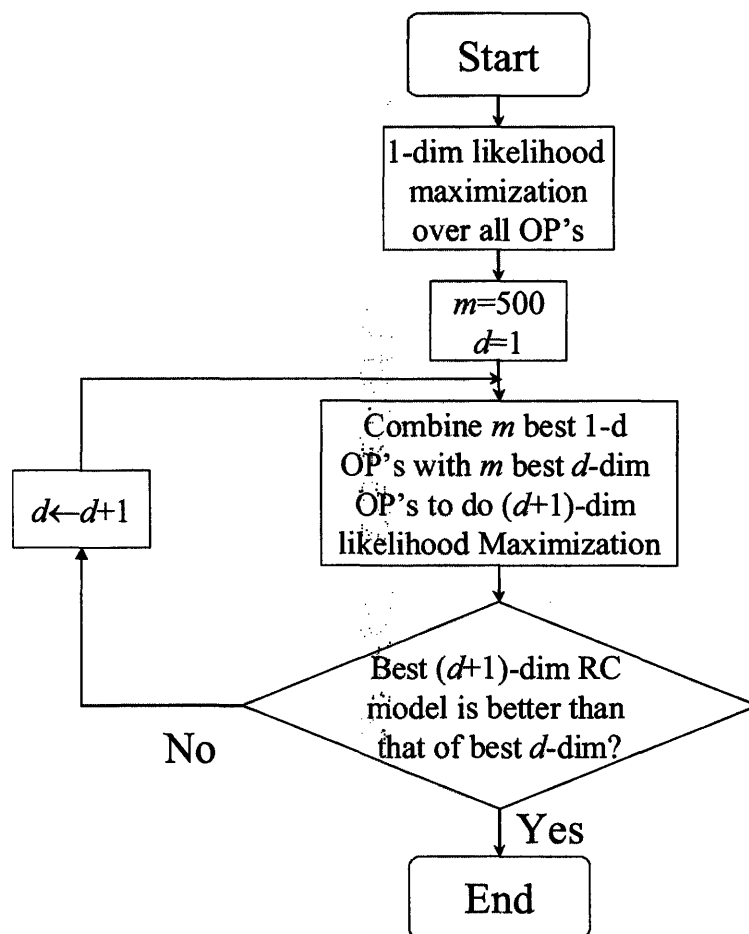 Start
1-dim likelihood
maximization
over all OP's
m=500
d=1
Combine m best 1-d
OP's with m best d-dim
OP's to do (d+1)-dim
likelihood Maximization
d←d+1
Best (d+1)-dim RC
model is better than
that of best d-dim?
No
Yes
End